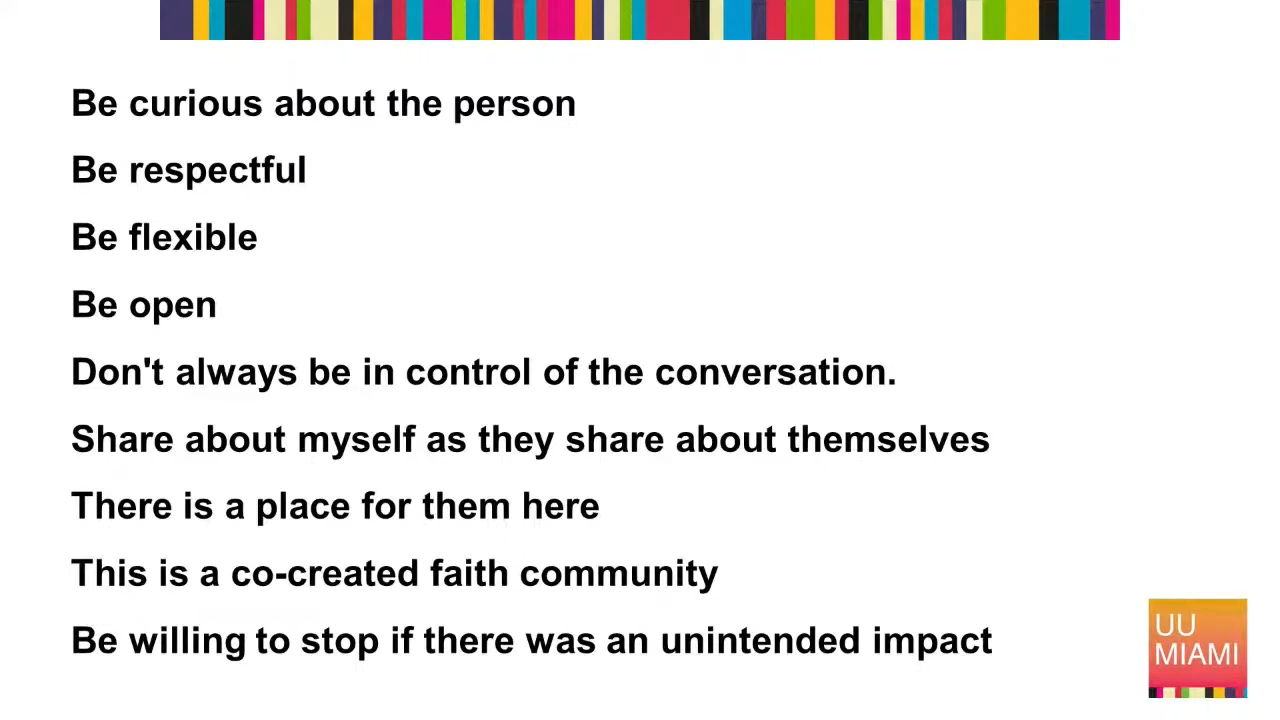 Be curious about the person
Be respectful
Be flexible
Be open
Don't always be in control of the conversation.
Share about myself as they share about themselves
There is a place for them here
This is a co-created faith community
Be willing to stop if there was an unintended impact
UU
MIAMI